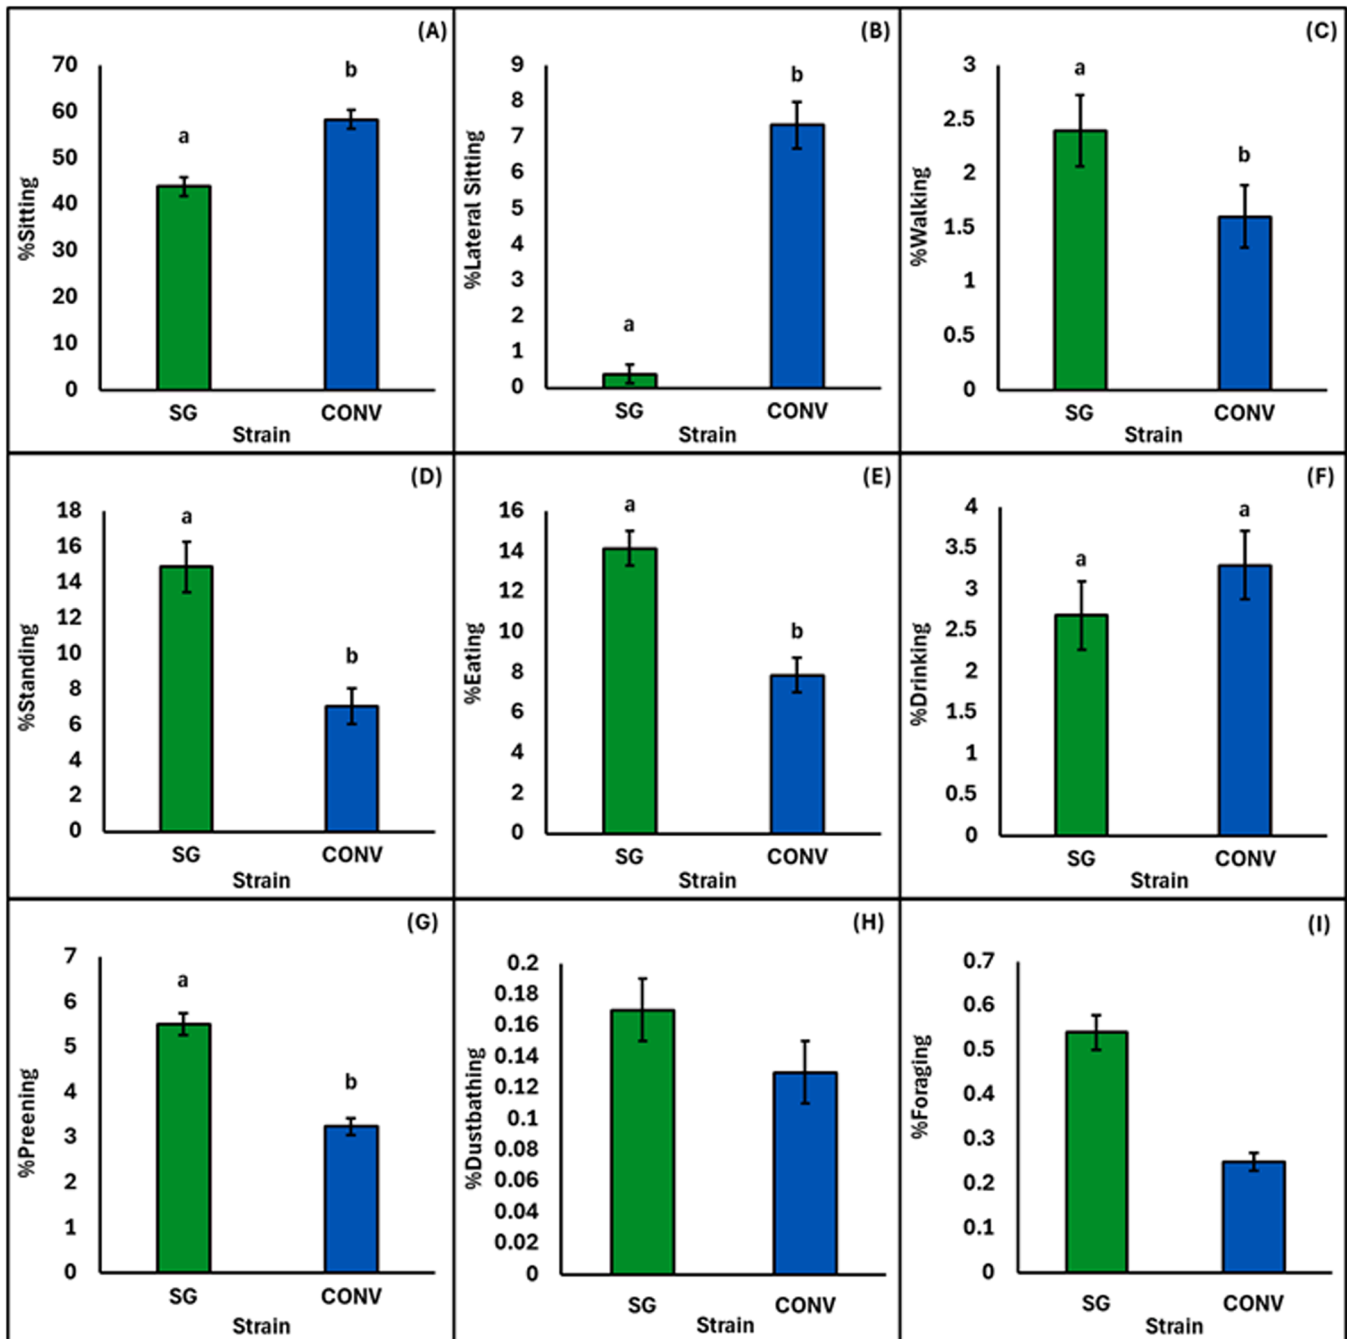 (A)
70
60
50
40
30
20
10
0
%Sitting
a
b
SG CONV
Strain
(B)
9
8
7
6
5
4
3
2
1
0
%Lateral Sitting
a
b
SG CONV
Strain
(C)
3
2.5
2
1.5
1
0.5
0
%Walking
a
b
SG CONV
Strain
(D)
18
16
14
12
10
8
6
4
2
0
%Standing
a
b
SG CONV
Strain
(E)
16
14
12
10
8
6
4
2
0
%Eating
a
b
SG CONV
Strain
(F)
4
3.5
3
2.5
2
1.5
1
0.5
0
%Drinking
a
a
SG CONV
Strain
(G)
7
6
5
4
3
2
1
0
%Preening
a
b
SG CONV
Strain
(H)
0.2
0.18
0.16
0.14
0.12
0.1
0.08
0.06
0.04
0.02
0
%Dustbathing
SG CONV
Strain
(I)
0.7
0.6
0.5
0.4
0.3
0.2
0.1
0
%Foraging
SG CONV
Strain